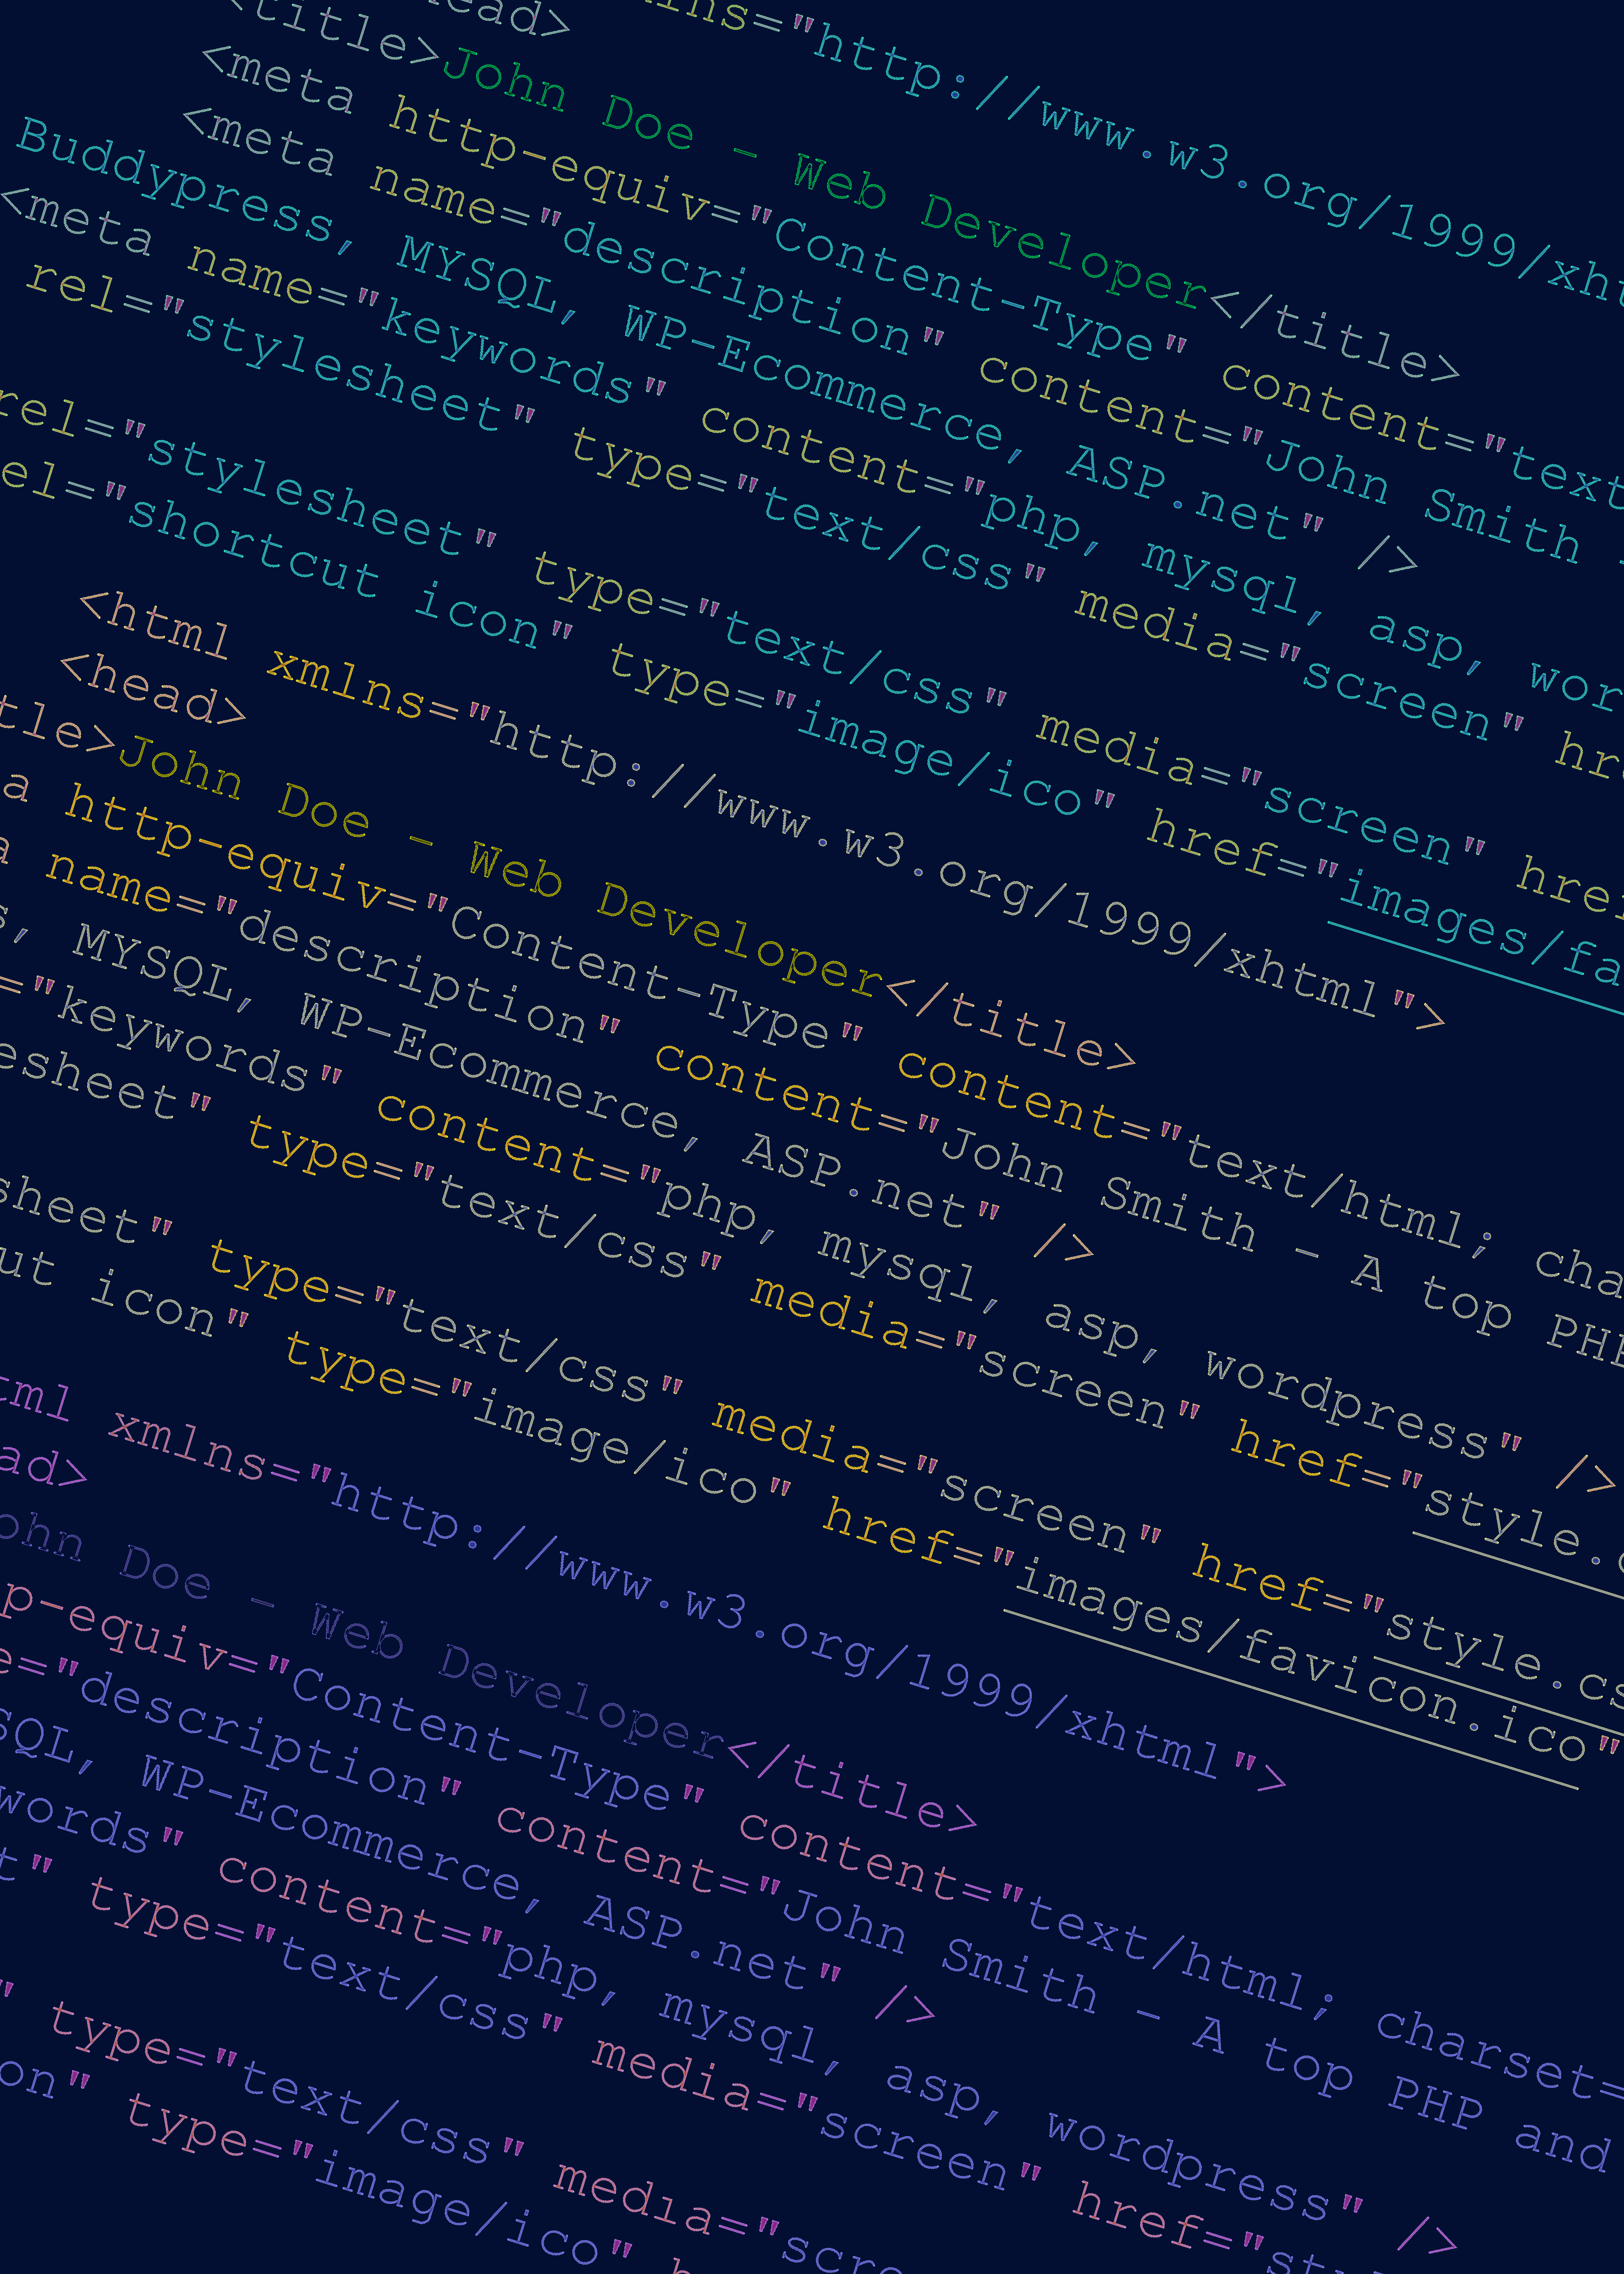 lns="http://www.w3.org/1999/xht
ead>
<title>John Doe - Web Developer</title>
<meta http-equiv="Content-Type" content="text
<meta name="description" content="John Smith
Buddypress, MYSQL, WP-Ecommerce, ASP.net" />
<meta name="keywords" content="php, mysql, asp, wor
rel="stylesheet" type="text/css" media="screen" hre
rel="stylesheet" type="text/css" media="screen" href
el="shortcut icon" type="image/ico" href="images/fa
<html xmlns="http://www.w3.org/1999/xhtml">
<head>
tle>John Doe - Web Developer</title>
a http-equiv="Content-Type" content="text/html; cha
a name="description" content="John Smith - A top PHP
s, MYSQL, WP-Ecommerce, ASP.net" />
="keywords" content="php, mysql, asp, wordpress" />
esheet" type="text/css" media="screen" href="style.c
sheet" type="text/css" media="screen" href="style.cs
ut icon" type="image/ico" href="images/favicon.ico"
tml xmlns="http://www.w3.org/1999/xhtml">
ad>
ohn Doe - Web Developer</title>
p-equiv="Content-Type" content="text/html; charset=
e="description" content="John Smith - A top PHP and
SQL, WP-Ecommerce, ASP.net" />
words" content="php, mysql, asp, wordpress" />
t" type="text/css" media="screen" href="sty
" type="text/css" media="scre
on" type="image/ico" h